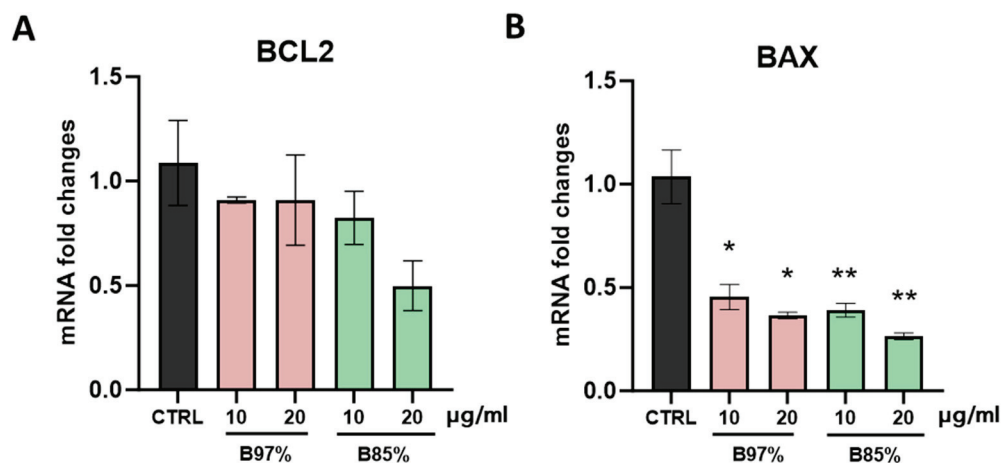 A
BCL2
mRNA fold changes
1.5
1.0
0.5
0.0
CTRL 10 20 10 20 µg/ml
B97% B85%
B
BAX
mRNA fold changes
1.5
1.0
0.5
0.0
* * ** **
CTRL 10 20 10 20 µg/ml
B97% B85%